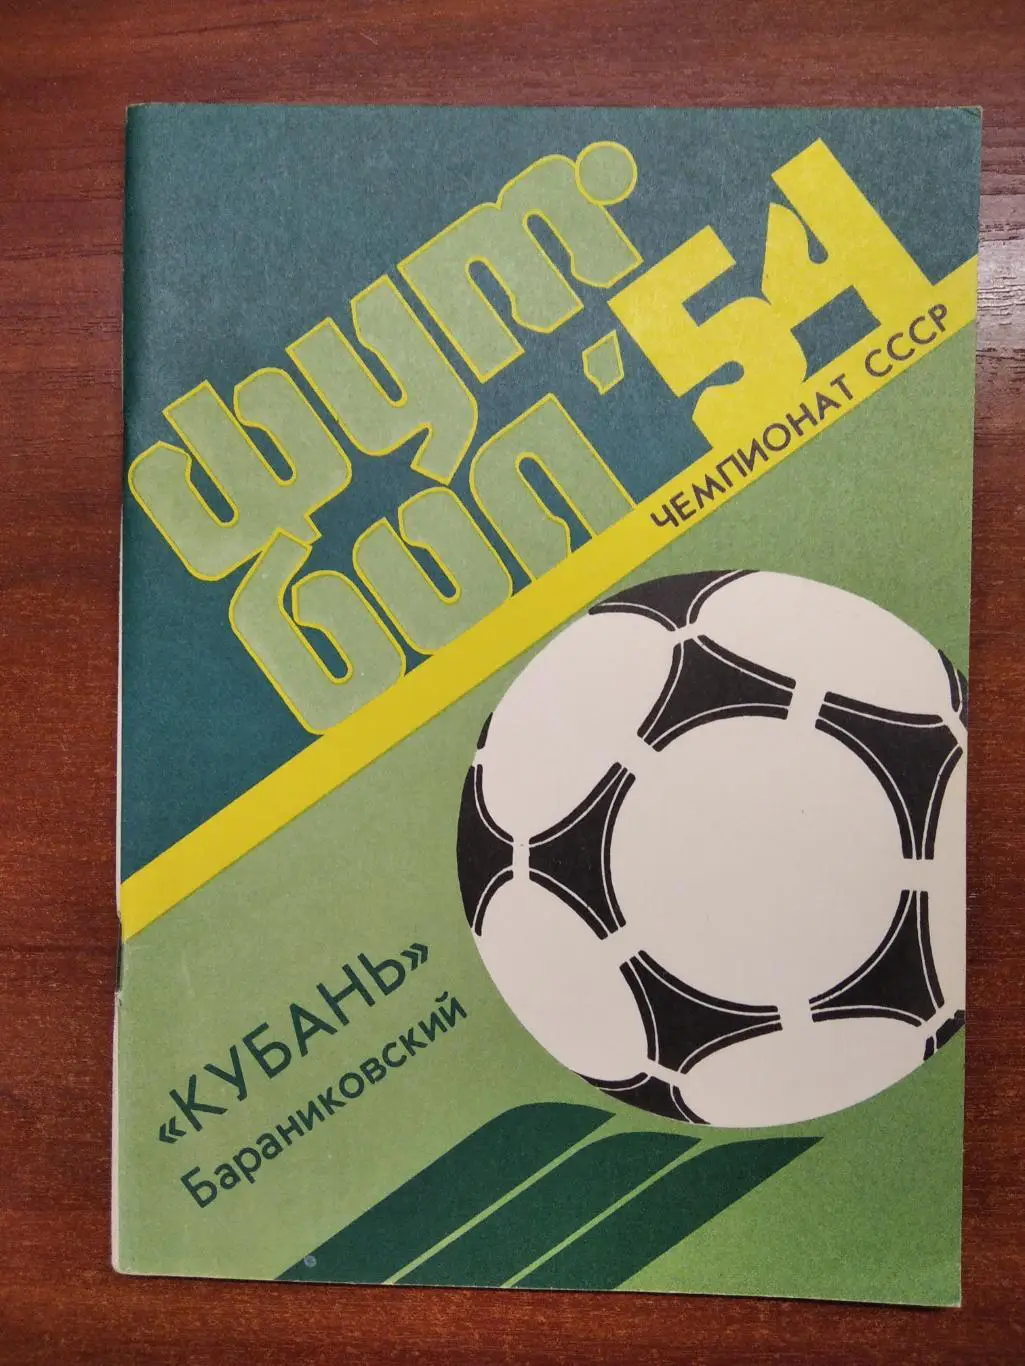 фут-
бол '54
ЧЕМПИОНАТ СССР
«КУБАНЬ»
Бараниковский